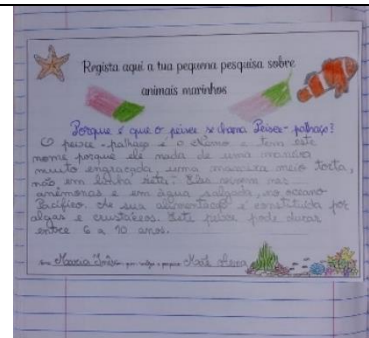 Regista aqui a tua pequena pesquisa sobre
animais marinhos
Porque é que o peixe se chama Peixe-palhaço?
O peixe-palhaço é o Nemo e tem este
nome porque ele nada de uma maneira
muito engraçada, uma maneira meio torta,
não em linha reta. Elas vivem nas
anémonas e em água salgada, no oceano
Pacífico. A sua alimentação é constituída por
algas e crustáceos. Este peixe pode durar
entre 6 a 10 anos.
Maria